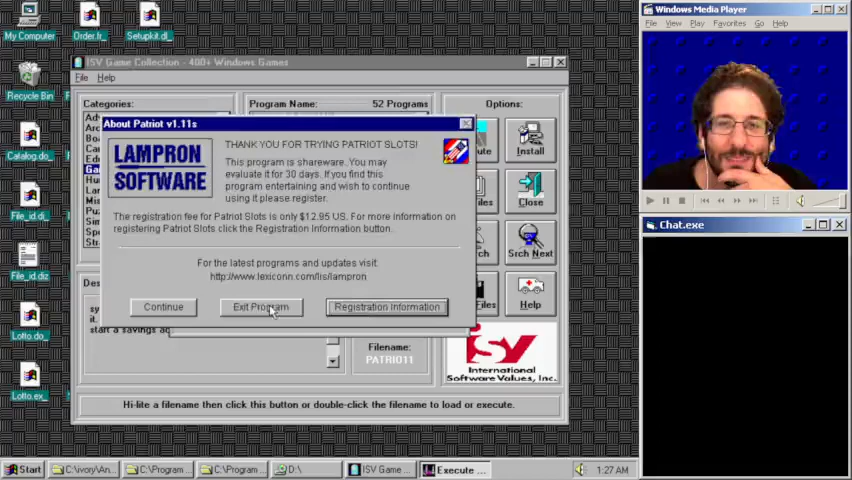 My Computer
Order.fr_
Setupkit.dl_
Recycle Bin
Catalog.do_
File_id.di_
File_id.diz
Lotto.do_
Lotto.ex_
ISV Game Collection - 400+ Windows Games
File Help
Categories:
Program Name: 52 Programs
Options:
Install
Close
Srch Next
Files
Help
About Patriot v1.11s
LAMPRON
SOFTWARE
THANK YOU FOR TRYING PATRIOT SLOTS!
This program is shareware. You may
evaluate it for 30 days. If you find this
program entertaining and wish to continue
using it please register.
The registration fee for Patriot Slots is only $12.95 US. For more information on
registering Patriot Slots click the Registration Information button.
For the latest programs and updates visit:
http://www.lexiconn.com/lis/lampron
Continue
Exit Program
Registration Information
start a savings ac
Filename:
PATRIO11
isv
International
Software Values, Inc.
Hi-lite a filename then click this button or double-click the filename to load or execute.
Start
C:\ivory\An...
C:\Program ...
C:\Program ...
D:\
ISV Game ...
Execute ...
1:27 AM
Windows Media Player
File View Play Favorites Go Help
Chat.exe